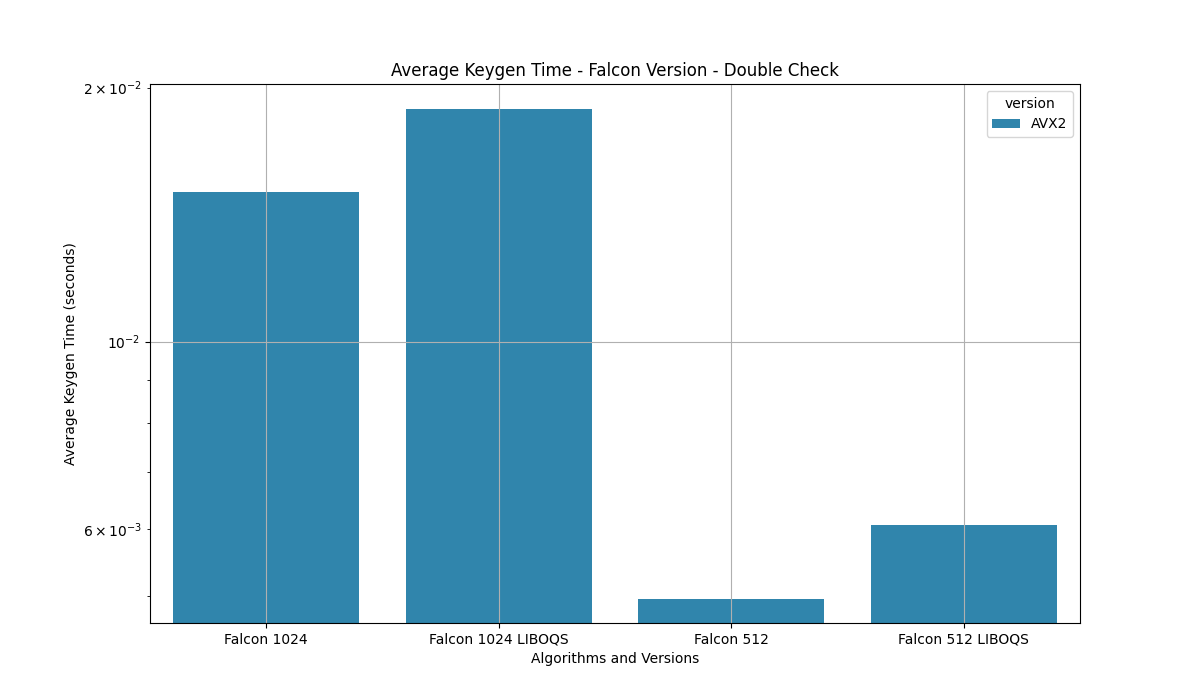 Average Keygen Time - Falcon Version - Double Check
version
AVX2
2 × 10⁻²
10⁻²
6 × 10⁻³
Average Keygen Time (seconds)
Falcon 1024
Falcon 1024 LIBOQS
Falcon 512
Falcon 512 LIBOQS
Algorithms and Versions